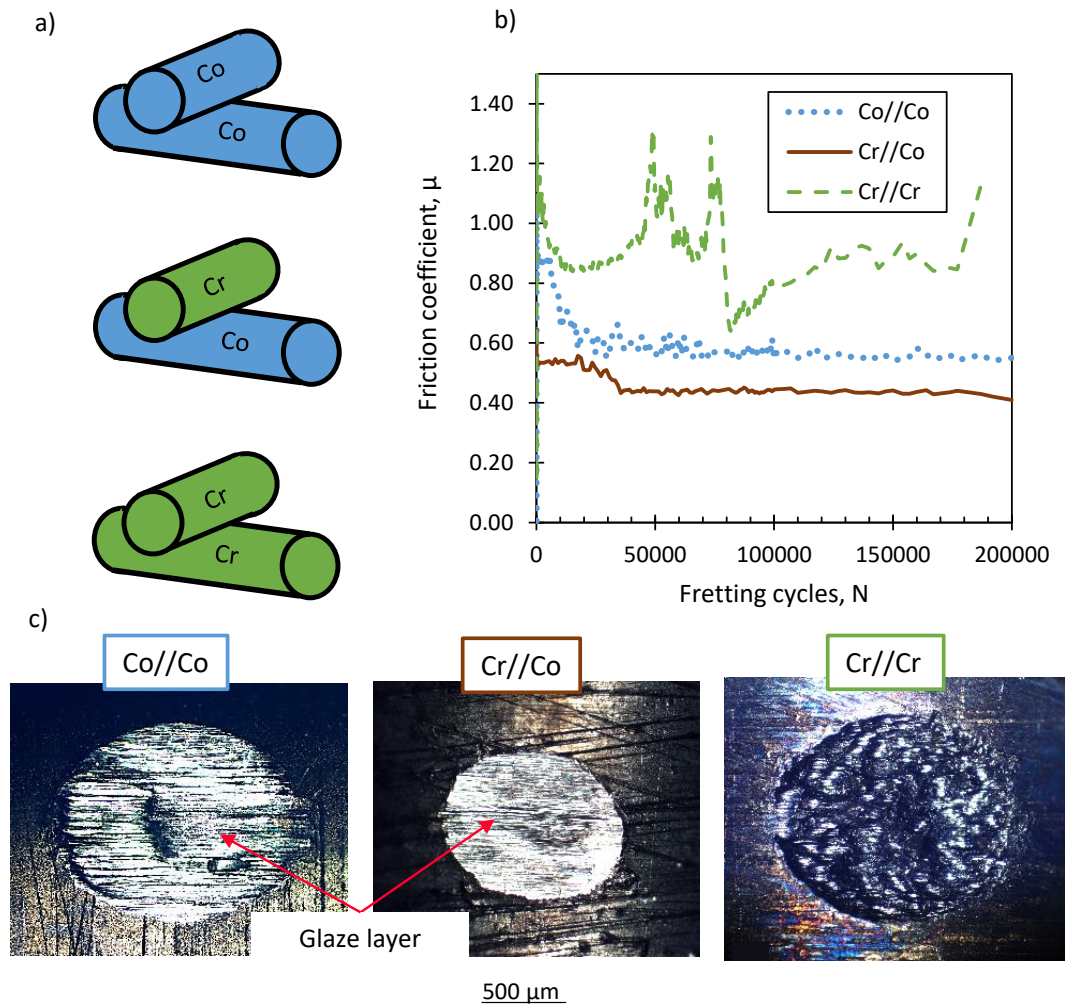 a)
Co
Co
Cr
Co
Cr
Cr
b)
Friction coefficient, µ
1.40
1.20
1.00
0.80
0.60
0.40
0.20
0.00
0 50000 100000 150000 200000
Fretting cycles, N
Co//Co
Cr//Co
Cr//Cr
c)
Co//Co
Cr//Co
Cr//Cr
Glaze layer
500 µm